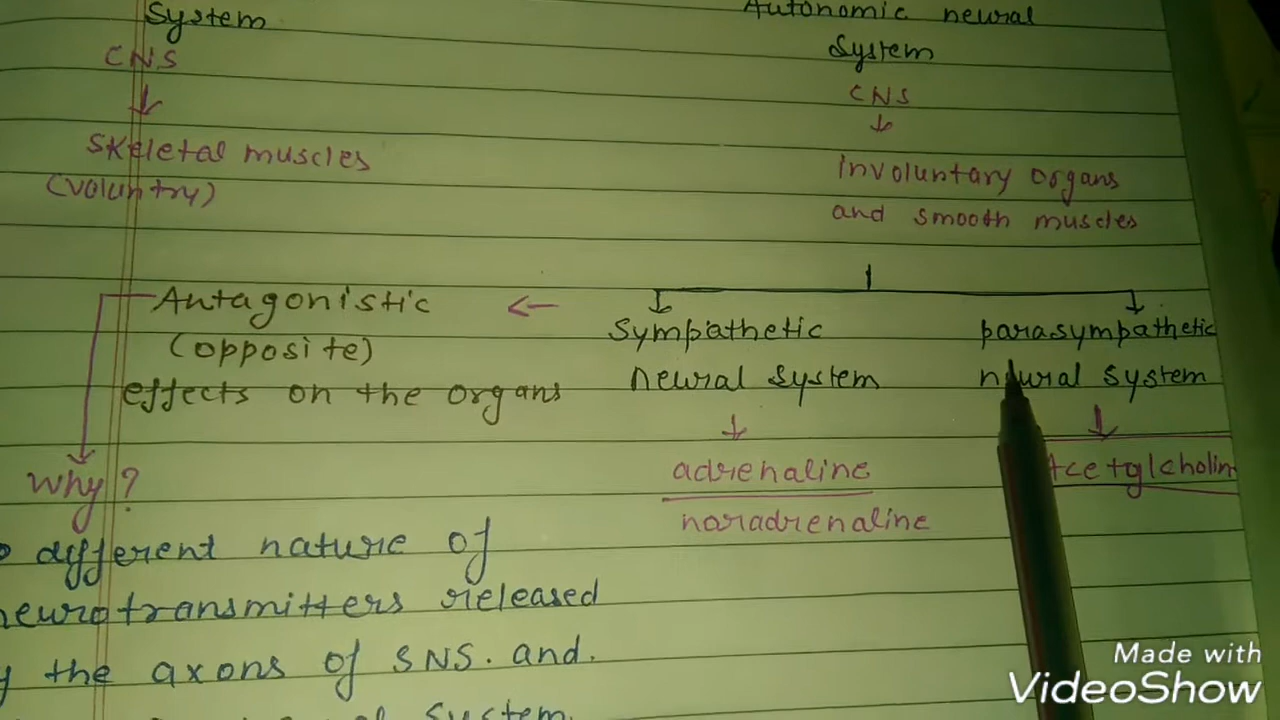 System
CNS
↓
Skeletal muscles
(voluntry)
Autonomic neural
System
CNS
↓
involuntary organs
and smooth muscles
Antagonistic ←
(opposite)
effects on the organs
Why?
Sympathetic
neural system
↓
adrenaline
noradrenaline
parasympathetic
neural system
↓
Acetylcholin
different nature of
neurotransmitters released
the axons of SNS. and.
system
Made with
VideoShow